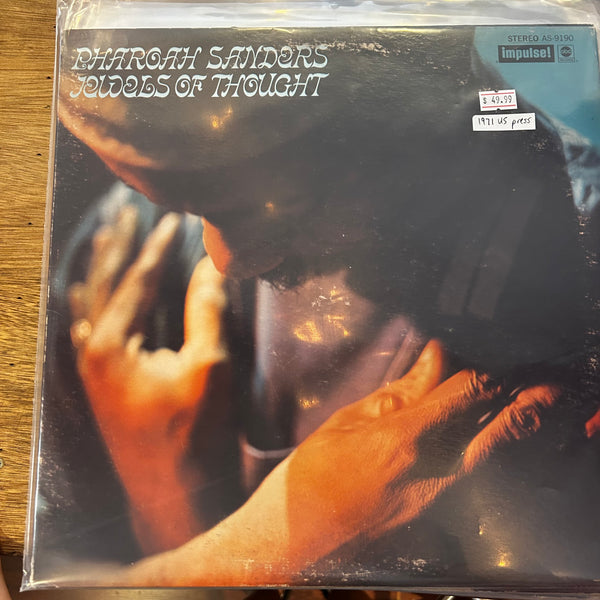 PHAROAH SANDERS
JEWELS OF THOUGHT
STEREO AS-9190
impulse!
abc
$ 49.99
1971 US press